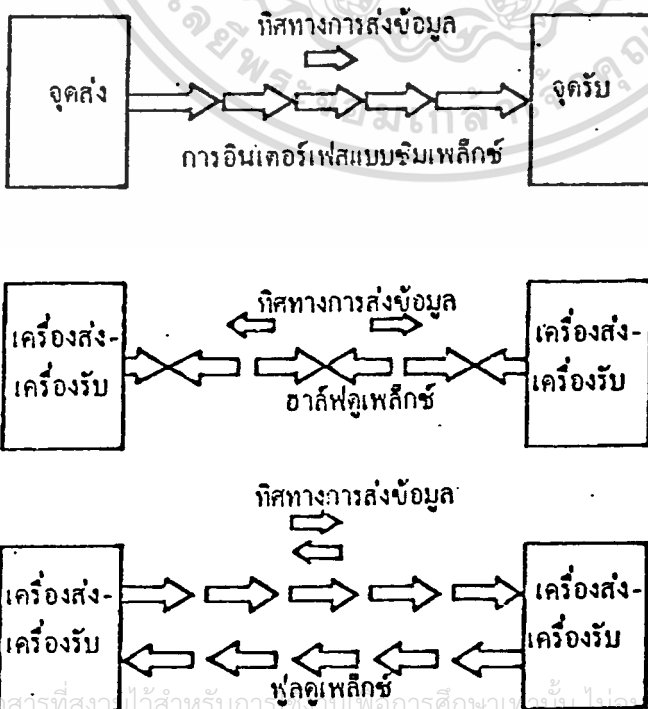 ทิศทางการส่งข้อมูล
จุดส่ง
จุดรับ
การอินเตอร์เฟสแบบซิมเพล็กซ์
ทิศทางการส่งข้อมูล
เครื่องส่ง-
เครื่องรับ
เครื่องส่ง-
เครื่องรับ
ฮาล์ฟดูเพล็กซ์
ทิศทางการส่งข้อมูล
เครื่องส่ง-
เครื่องรับ
เครื่องส่ง-
เครื่องรับ
ฟูลดูเพล็กซ์